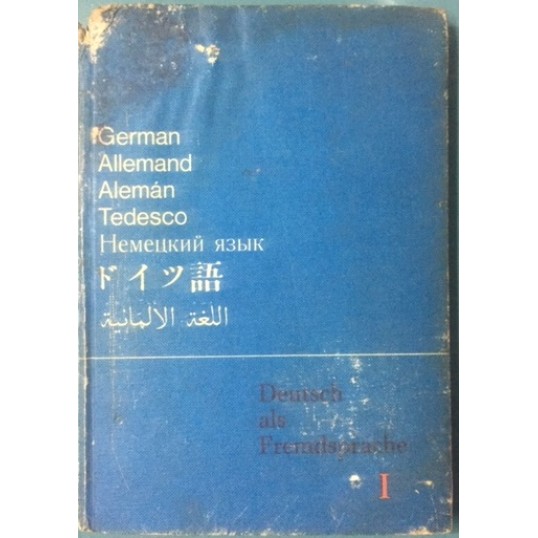 German
Allemand
Alemán
Tedesco
Немецкий язык
ドイツ語
اللغة الألمانية
Deutsch
als
Fremdsprache
I